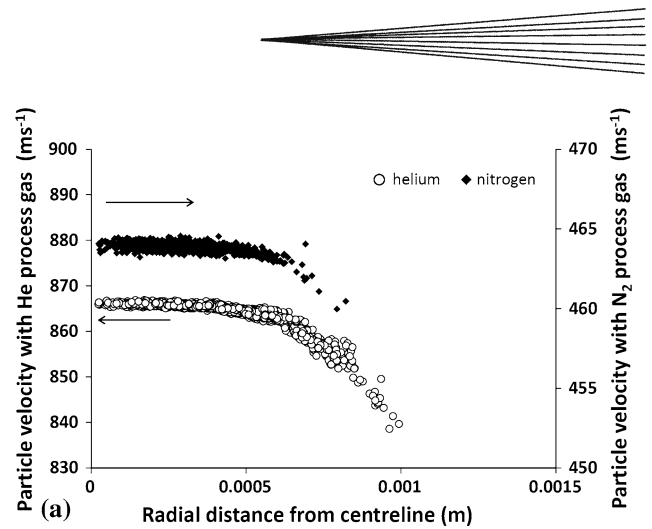 Particle velocity with He process gas (ms⁻¹)
900
890
880
870
860
850
840
830
helium
nitrogen
470
465
460
455
450
Particle velocity with N₂ process gas (ms⁻¹)
0
0.0005
0.001
0.0015
(a)
Radial distance from centreline (m)